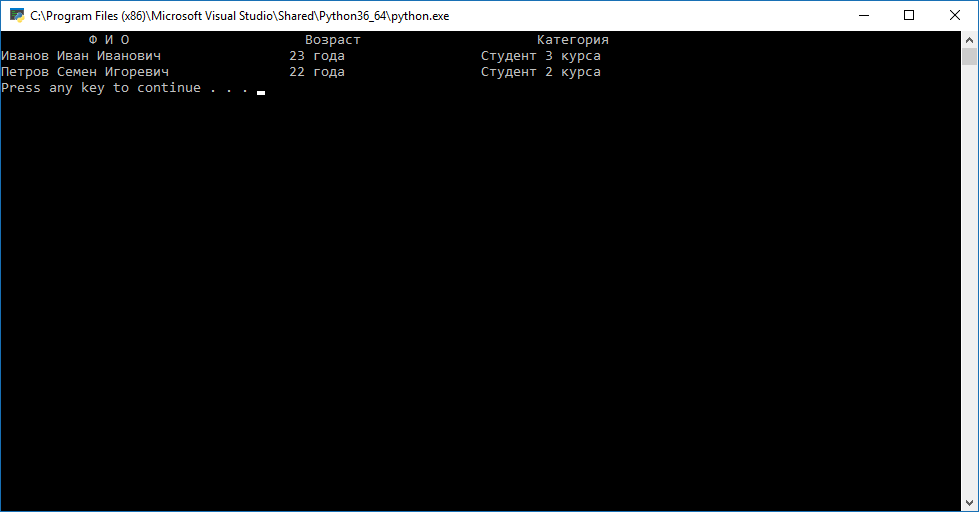 C:\Program Files (x86)\Microsoft Visual Studio\Shared\Python36_64\python.exe
Ф И О Возраст Категория
Иванов Иван Иванович 23 года Студент 3 курса
Петров Семен Игоревич 22 года Студент 2 курса
Press any key to continue . . .